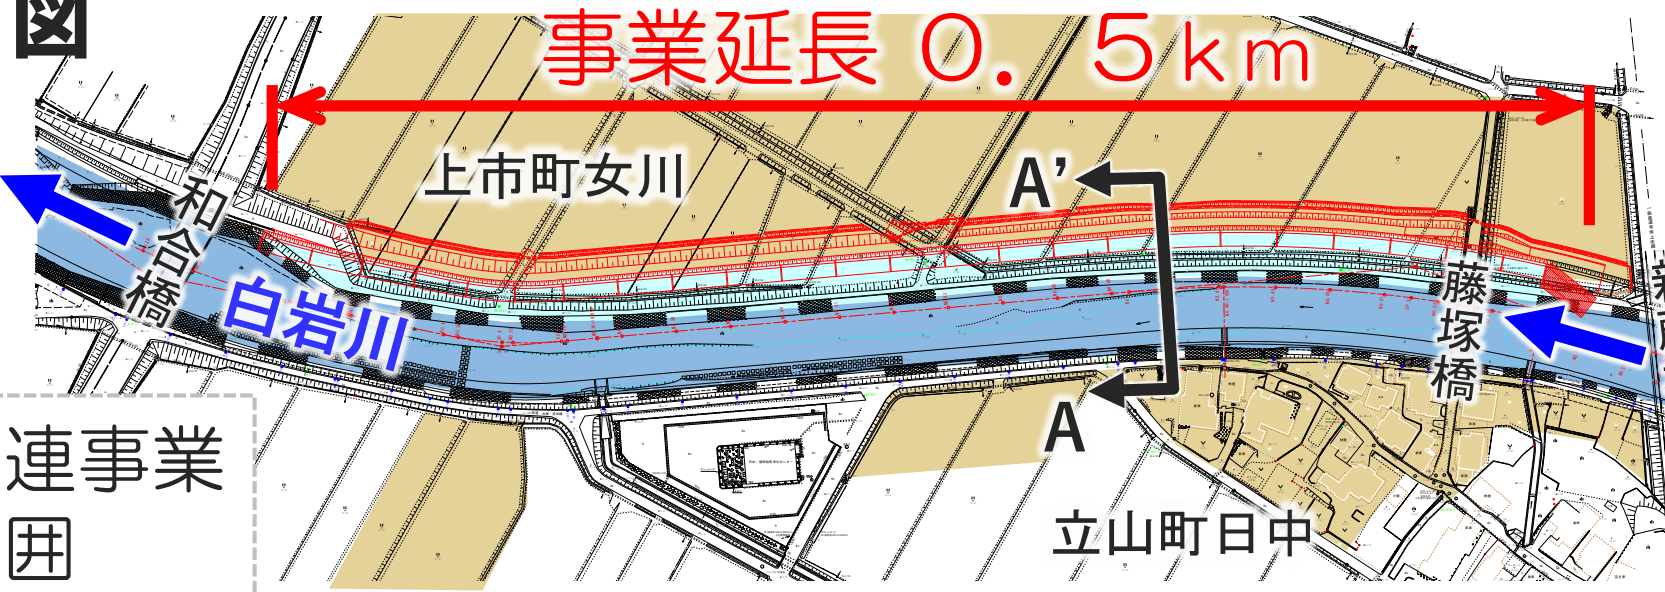 図
事業延長 ０．５ｋｍ
上市町女川
A’
和合橋
白岩川
藤塚橋
A
連事業
井
立山町日中